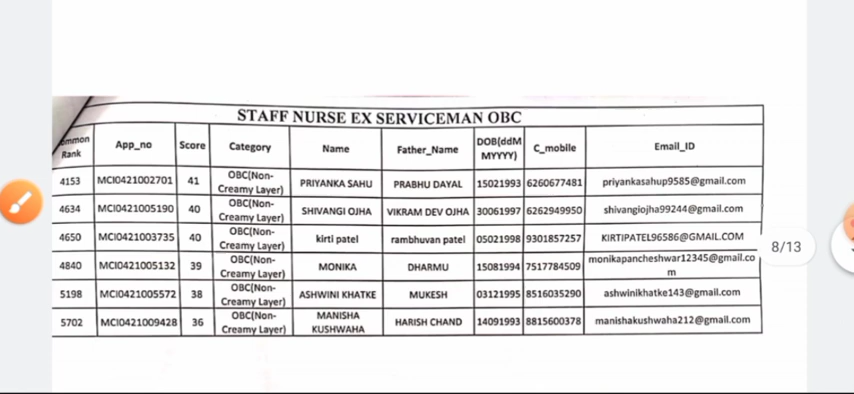 STAFF NURSE EX SERVICEMAN OBC
ommon Rank App_no Score Category Name Father_Name DOB(ddMMYYYY) C_mobile Email_ID
4153 MCI0421002701 41 OBC(Non-Creamy Layer) PRIYANKA SAHU PRABHU DAYAL 15021993 6260677481 priyankasahup9585@gmail.com
4634 MCI0421005190 40 OBC(Non-Creamy Layer) SHIVANGI OJHA VIKRAM DEV OJHA 30061997 6262949950 shivangiojha99244@gmail.com
4650 MCI0421003735 40 OBC(Non-Creamy Layer) kirti patel rambhuvan patel 05021998 9301857257 KIRTIPATEL96586@GMAIL.COM
4840 MCI0421005132 39 OBC(Non-Creamy Layer) MONIKA DHARMU 15081994 7517784509 monikapancheshwar12345@gmail.com
5198 MCI0421005572 38 OBC(Non-Creamy Layer) ASHWINI KHATKE MUKESH 03121995 8516035290 ashwinikhatke143@gmail.com
5702 MCI0421009428 36 OBC(Non-Creamy Layer) MANISHA KUSHWAHA HARISH CHAND 14091993 8815600378 manishakushwaha212@gmail.com
8/13